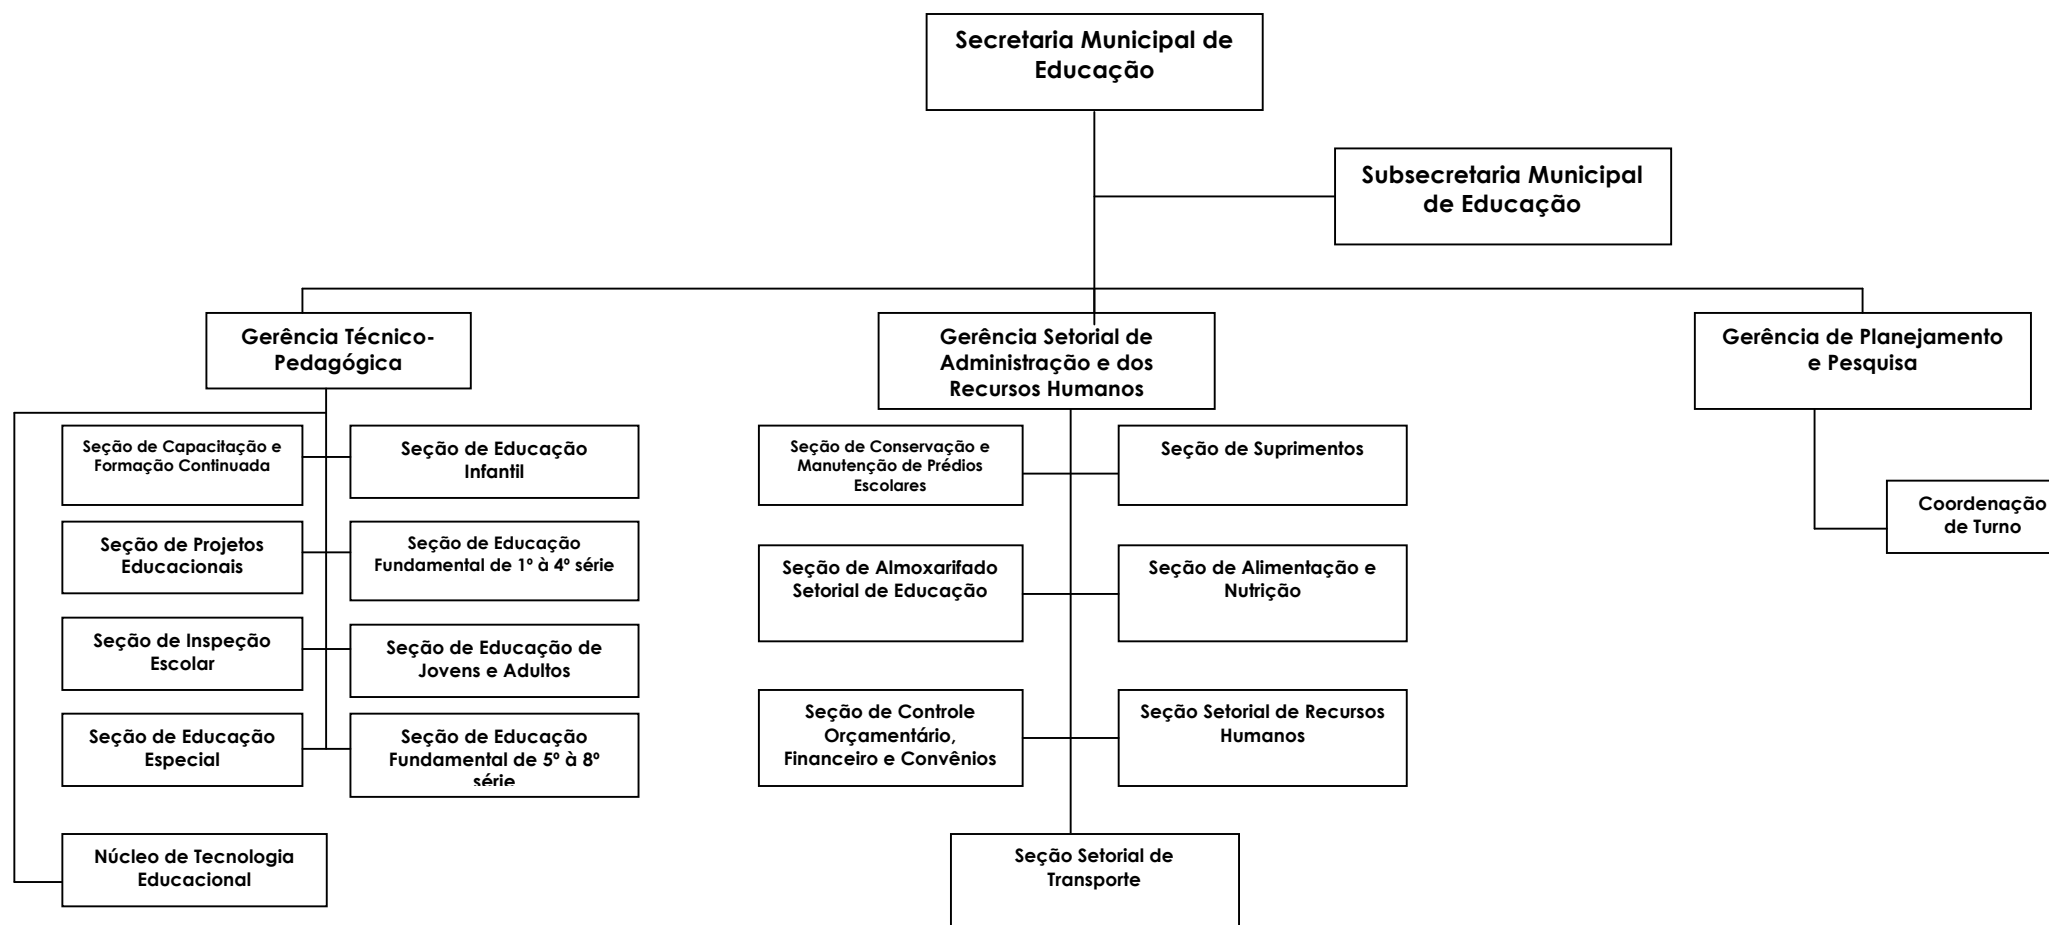 Secretaria Municipal de
Educação
Subsecretaria Municipal
de Educação
Gerência Técnico-
Pedagógica
Gerência Setorial de
Administração e dos
Recursos Humanos
Gerência de Planejamento
e Pesquisa
Seção de Capacitação e
Formação Continuada
Seção de Educação
Infantil
Seção de Projetos
Educacionais
Seção de Educação
Fundamental de 1º à 4º série
Seção de Inspeção
Escolar
Seção de Educação de
Jovens e Adultos
Seção de Educação
Especial
Seção de Educação
Fundamental de 5º à 8º
série
Núcleo de Tecnologia
Educacional
Seção de Conservação e
Manutenção de Prédios
Escolares
Seção de Suprimentos
Seção de Almoxarifado
Setorial de Educação
Seção de Alimentação e
Nutrição
Seção de Controle
Orçamentário,
Financeiro e Convênios
Seção Setorial de Recursos
Humanos
Seção Setorial de
Transporte
Coordenação
de Turno